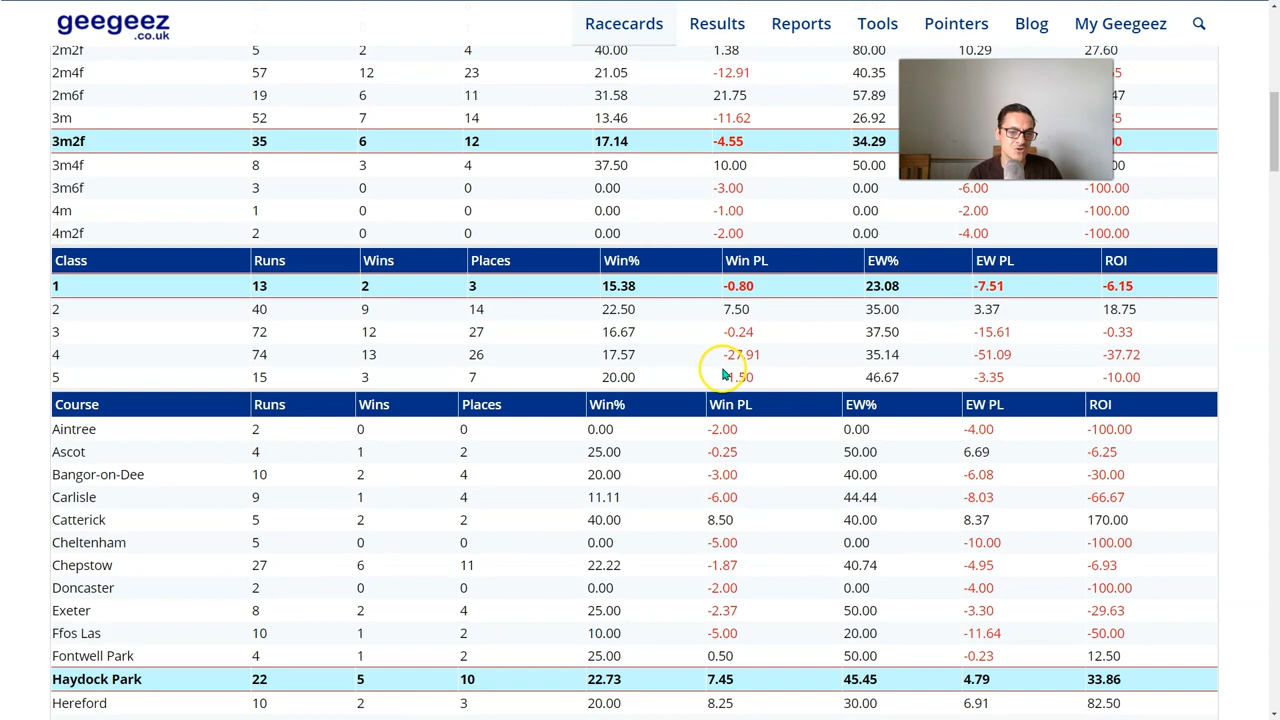 geegeez
.co.uk
Racecards Results Reports Tools Pointers Blog My Geegeez
2m2f 5 2 4 40.00 1.38 80.00 10.29 27.60
2m4f 57 12 23 21.05 -12.91 40.35
2m6f 19 6 11 31.58 21.75 57.89
3m 52 7 14 13.46 -11.62 26.92
3m2f 35 6 12 17.14 -4.55 34.29
3m4f 8 3 4 37.50 10.00 50.00
3m6f 3 0 0 0.00 -3.00 0.00 -6.00 -100.00
4m 1 0 0 0.00 -1.00 0.00 -2.00 -100.00
4m2f 2 0 0 0.00 -2.00 0.00 -4.00 -100.00
Class Runs Wins Places Win% Win PL EW% EW PL ROI
1 13 2 3 15.38 -0.80 23.08 -7.51 -6.15
2 40 9 14 22.50 7.50 35.00 3.37 18.75
3 72 12 27 16.67 -0.24 37.50 -15.61 -0.33
4 74 13 26 17.57 -27.91 35.14 -51.09 -37.72
5 15 3 7 20.00 -1.50 46.67 -3.35 -10.00
Course Runs Wins Places Win% Win PL EW% EW PL ROI
Aintree 2 0 0 0.00 -2.00 0.00 -4.00 -100.00
Ascot 4 1 2 25.00 -0.25 50.00 6.69 -6.25
Bangor-on-Dee 10 2 4 20.00 -3.00 40.00 -6.08 -30.00
Carlisle 9 1 4 11.11 -6.00 44.44 -8.03 -66.67
Catterick 5 2 2 40.00 8.50 40.00 8.37 170.00
Cheltenham 5 0 0 0.00 -5.00 0.00 -10.00 -100.00
Chepstow 27 6 11 22.22 -1.87 40.74 -4.95 -6.93
Doncaster 2 0 0 0.00 -2.00 0.00 -4.00 -100.00
Exeter 8 2 4 25.00 -2.37 50.00 -3.30 -29.63
Ffos Las 10 1 2 10.00 -5.00 20.00 -11.64 -50.00
Fontwell Park 4 1 2 25.00 0.50 50.00 -0.23 12.50
Haydock Park 22 5 10 22.73 7.45 45.45 4.79 33.86
Hereford 10 2 3 20.00 8.25 30.00 6.91 82.50